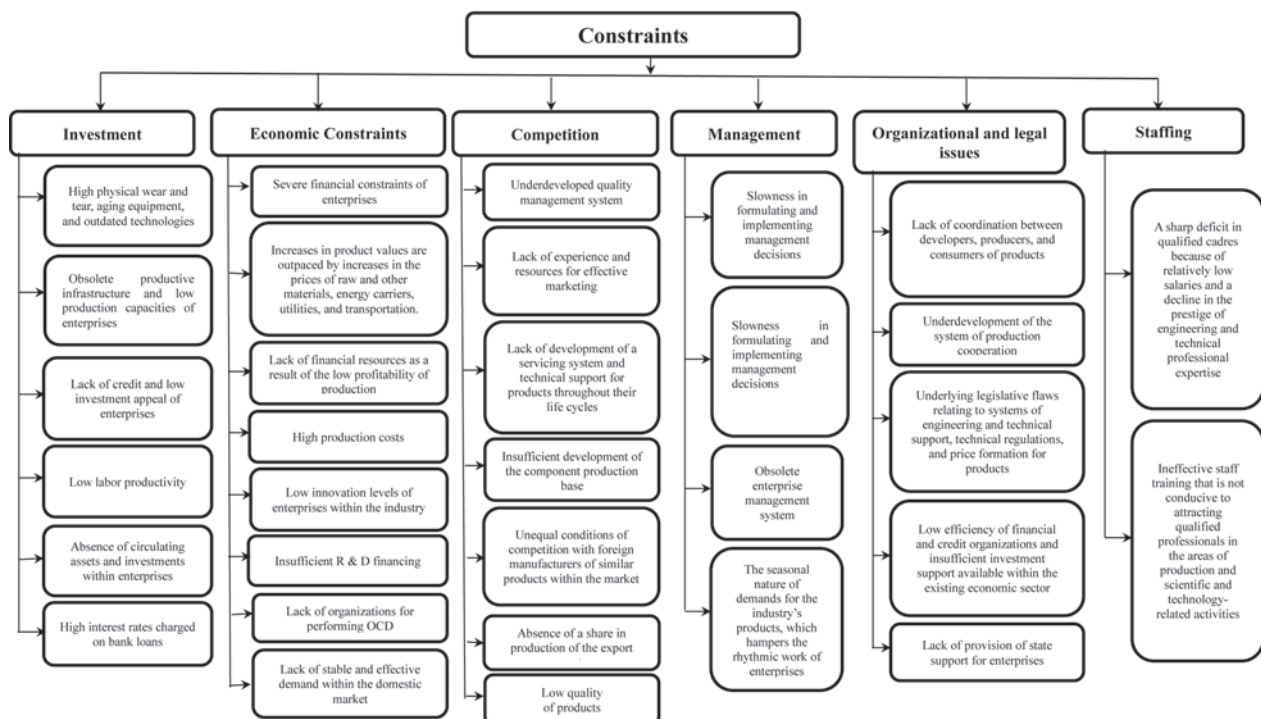 Constraints
Investment
High physical wear and
tear, aging equipment,
and outdated technologies
Obsolete productive
infrastructure and low
production capacities of
enterprises
Lack of credit and low
investment appeal of
enterprises
Low labor productivity
Absence of circulating
assets and investments
within enterprises
High interest rates charged
on bank loans
Economic Constraints
Severe financial constraints of
enterprises
Increases in product values are
outpaced by increases in the
prices of raw and other
materials, energy carriers,
utilities, and transportation.
Lack of financial resources as a
result of the low profitability of
production
High production costs
Low innovation levels of
enterprises within the industry
Insufficient R & D financing
Lack of organizations for
performing OCD
Lack of stable and effective
demand within the domestic
market
Competition
Underdeveloped quality
management system
Lack of experience and
resources for effective
marketing
Lack of development of a
servicing system and
technical support for
products throughout their
life cycles
Insufficient development of
the component production
base
Unequal conditions of
competition with foreign
manufacturers of similar
products within the market
Absence of a share in
production of the export
Low quality
of products
Management
Slowness in
formulating and
implementing
management
decisions
Slowness in
formulating and
implementing
management
decisions
Obsolete
enterprise
management
system
The seasonal
nature of
demands for the
industry's
products, which
hampers the
rhythmic work of
enterprises
Organizational and legal
issues
Lack of coordination between
developers, producers, and
consumers of products
Underdevelopment of the
system of production
cooperation
Underlying legislative flaws
relating to systems of
engineering and technical
support, technical regulations,
and price formation for
products
Low efficiency of financial
and credit organizations and
insufficient investment
support available within the
existing economic sector
Lack of provision of state
support for enterprises
Staffing
A sharp deficit in
qualified cadres
because of
relatively low
salaries and a
decline in the
prestige of
engineering and
technical
professional
expertise
Ineffective staff
training that is not
conducive to
attracting
qualified
professionals in
the areas of
production and
scientific and
technology-
related activities